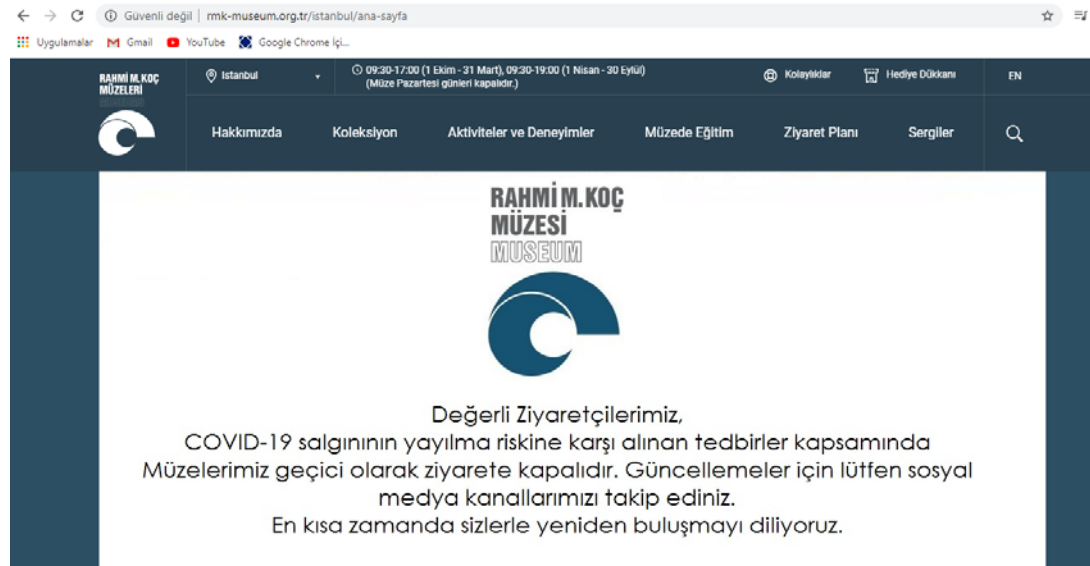 Güvenli değil | rmk-museum.org.tr/istanbul/ana-sayfa
Uygulamalar Gmail YouTube Google Chrome İçi...
RAHMİ M. KOÇ
MÜZELERİ
Istanbul
09:30-17:00 (1 Ekim - 31 Mart), 09:30-19:00 (1 Nisan - 30 Eylül)
(Müze Pazartesi günleri kapalıdır.)
Kolaylıklar
Hediye Dükkanı
EN
Hakkımızda Koleksiyon Aktiviteler ve Deneyimler Müzede Eğitim Ziyaret Planı Sergiler
RAHMİ M. KOÇ
MÜZESİ
MUSEUM
Değerli Ziyaretçilerimiz,
COVID-19 salgınının yayılma riskine karşı alınan tedbirler kapsamında
Müzelerimiz geçici olarak ziyarete kapalıdır. Güncellemeler için lütfen sosyal
medya kanallarımızı takip ediniz.
En kısa zamanda sizlerle yeniden buluşmayı diliyoruz.